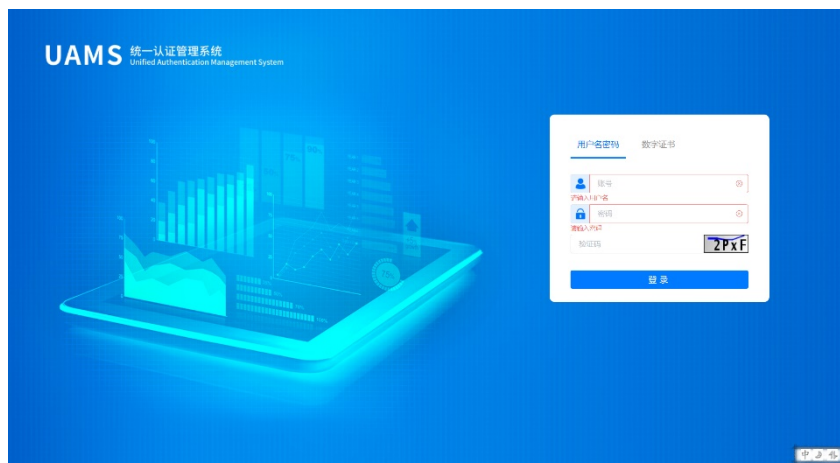 UAMS 统一认证管理系统
Unified Authentication Management System
用户名密码 数字证书
账号
请输入用户名
密码
请输入密码
验证码 2PxF
登录
中